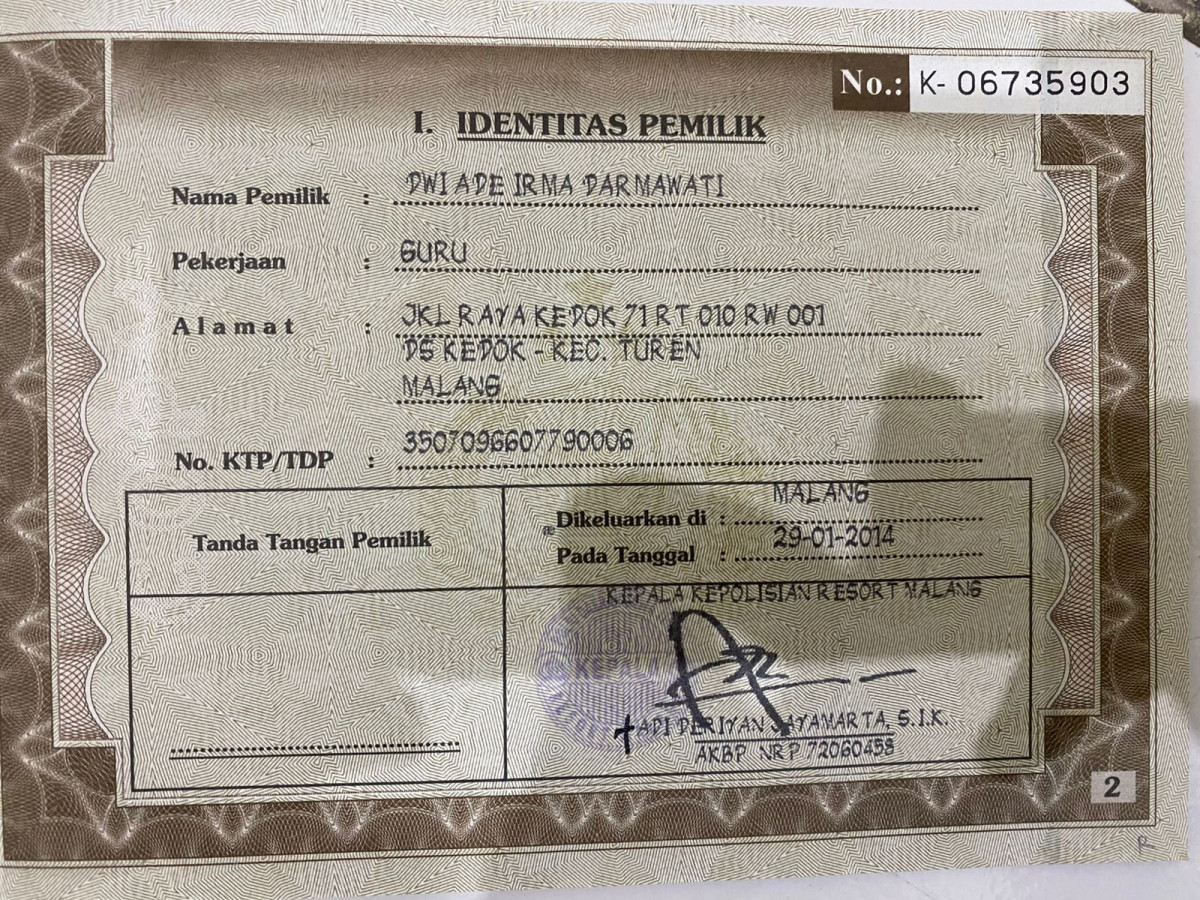 No.: K- 06735903
I. IDENTITAS PEMILIK
Nama Pemilik : DWI ADE IRMA DARMAWATI
Pekerjaan : GURU
Alamat : JKL RAYA KEDOK 71 RT 010 RW 001
DS KEDOK - KEC. TUREN
MALANG
No. KTP/TDP : 3507096607790006
Tanda Tangan Pemilik
Dikeluarkan di : MALANG
Pada Tanggal : 29-01-2014
KEPALA KEPOLISIAN RESORT MALANG
KEPALA
ADI DERIYAN JAYAMARTA, S.I.K.
AKBP NRP 72060458
2
R